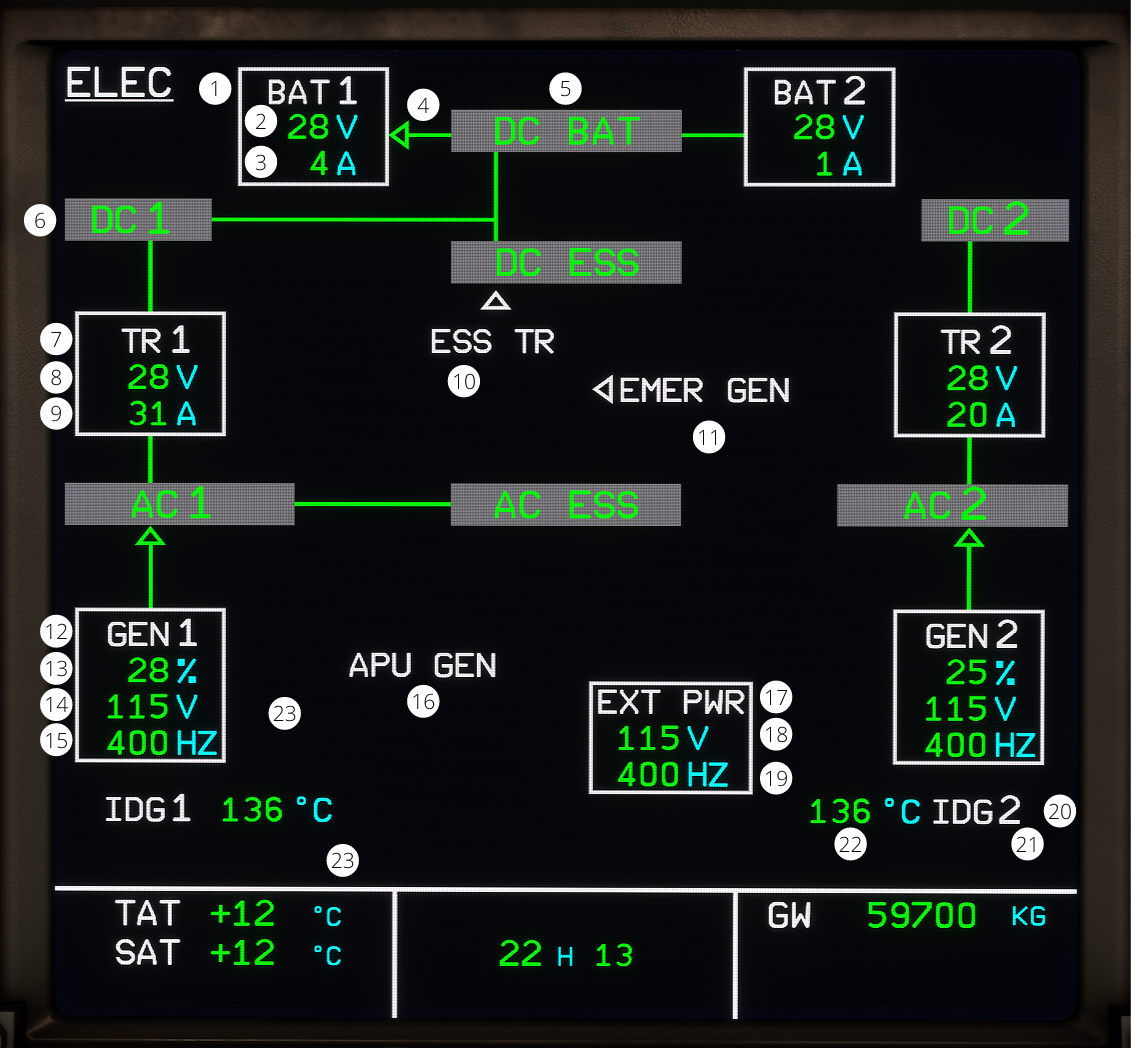 ELEC
1
BAT 1
2
28 V
3
4 A
4
5
DC BAT
BAT 2
28 V
1 A
6
DC 1
DC 2
DC ESS
7
TR 1
8
28 V
9
31 A
ESS TR
10
EMER GEN
11
TR 2
28 V
20 A
AC 1
AC ESS
AC 2
12
GEN 1
13
28 %
14
115 V
15
400 HZ
23
APU GEN
16
EXT PWR
17
115 V
18
400 HZ
19
GEN 2
25 %
115 V
400 HZ
IDG 1 136 °C
136 °C IDG 2
20
22
21
23
TAT +12 °C
SAT +12 °C
22 H 13
GW 59700 KG